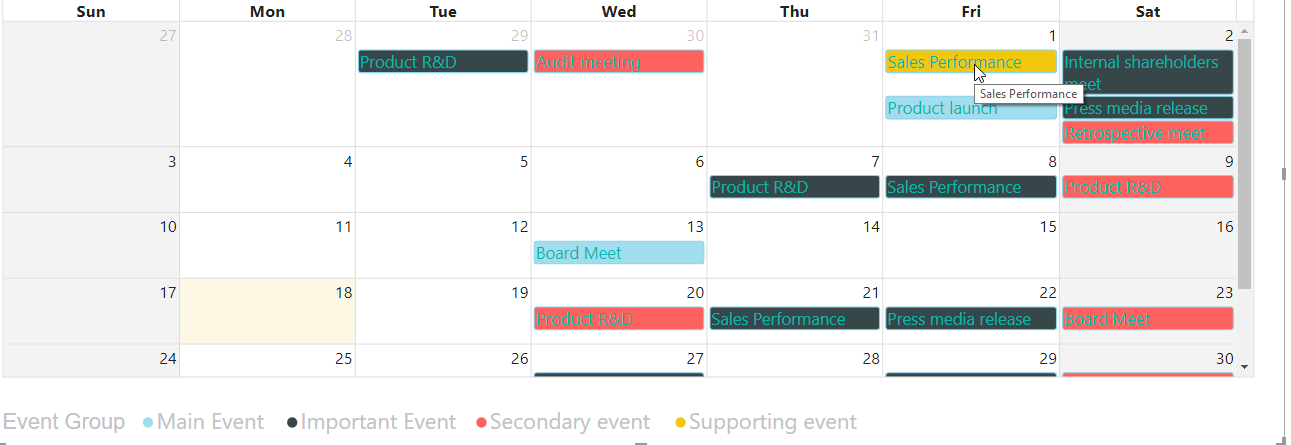 Sun Mon Tue Wed Thu Fri Sat
27 28 29 30 31 1 2
Product R&D Audit meeting Sales Performance Internal shareholders
meet
Sales Performance
Product launch Press media release
Retrospective meet
3 4 5 6 7 8 9
Product R&D Sales Performance Product R&D
10 11 12 13 14 15 16
Board Meet
17 18 19 20 21 22 23
Product R&D Sales Performance Press media release Board Meet
24 25 26 27 28 29 30
Event Group Main Event Important Event Secondary event Supporting event